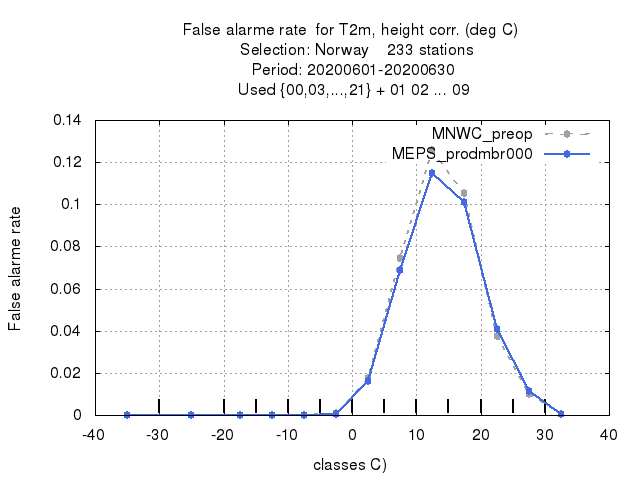 False alarme rate  for T2m, height corr. (deg C)
Selection: Norway    233 stations
Period: 20200601-20200630
Used {00,03,...,21} + 01 02 ... 09
MNWC_preop
MEPS_prodmbr000
False alarme rate
0.14
0.12
0.1
0.08
0.06
0.04
0.02
0
-40 -30 -20 -10 0 10 20 30 40
classes C)